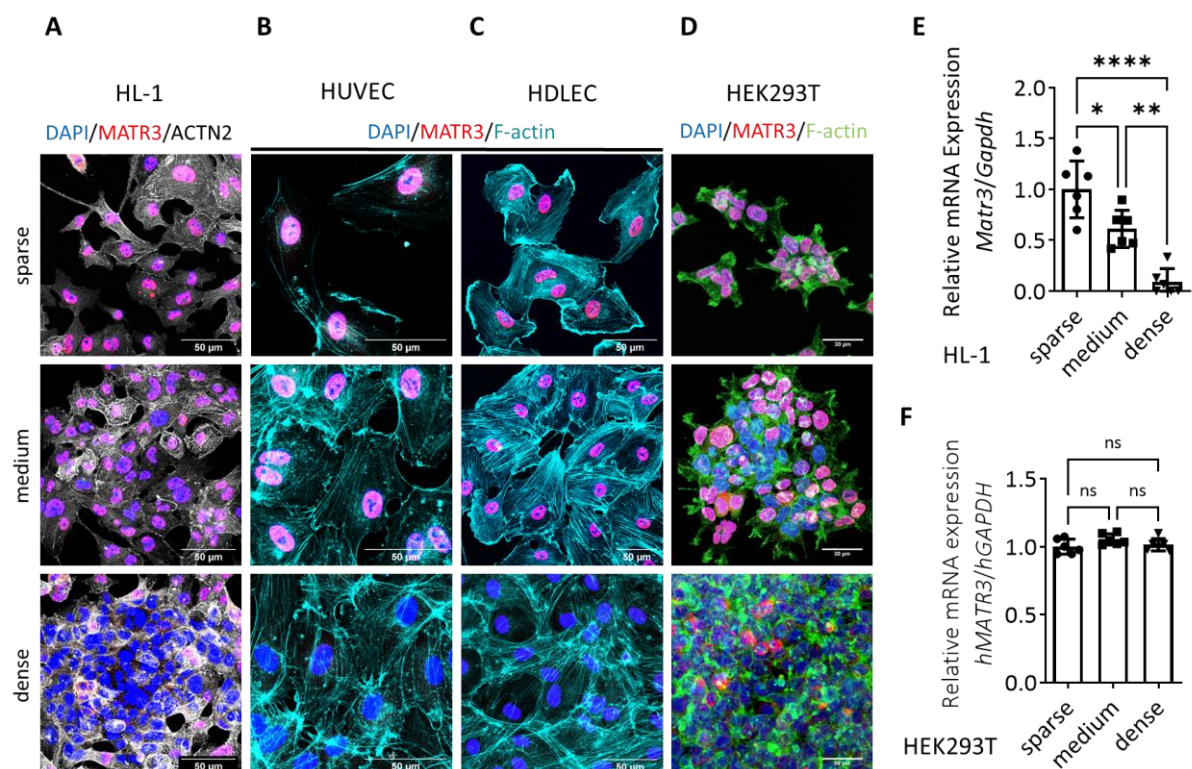 A
B
C
D
HL-1
HUVEC
HDLEC
HEK293T
DAPI/MATR3/ACTN2
DAPI/MATR3/F-actin
DAPI/MATR3/F-actin
sparse
50 µm
50 µm
50 µm
30 µm
medium
50 µm
50 µm
50 µm
30 µm
dense
50 µm
50 µm
50 µm
30 µm
E
Relative mRNA Expression
Matr3/Gapdh
****
* **
2.0
1.5
1.0
0.5
0.0
sparse
medium
dense
HL-1
F
Relative mRNA expression
hMATR3/hGAPDH
ns
ns ns
1.5
1.0
0.5
0.0
sparse
medium
dense
HEK293T